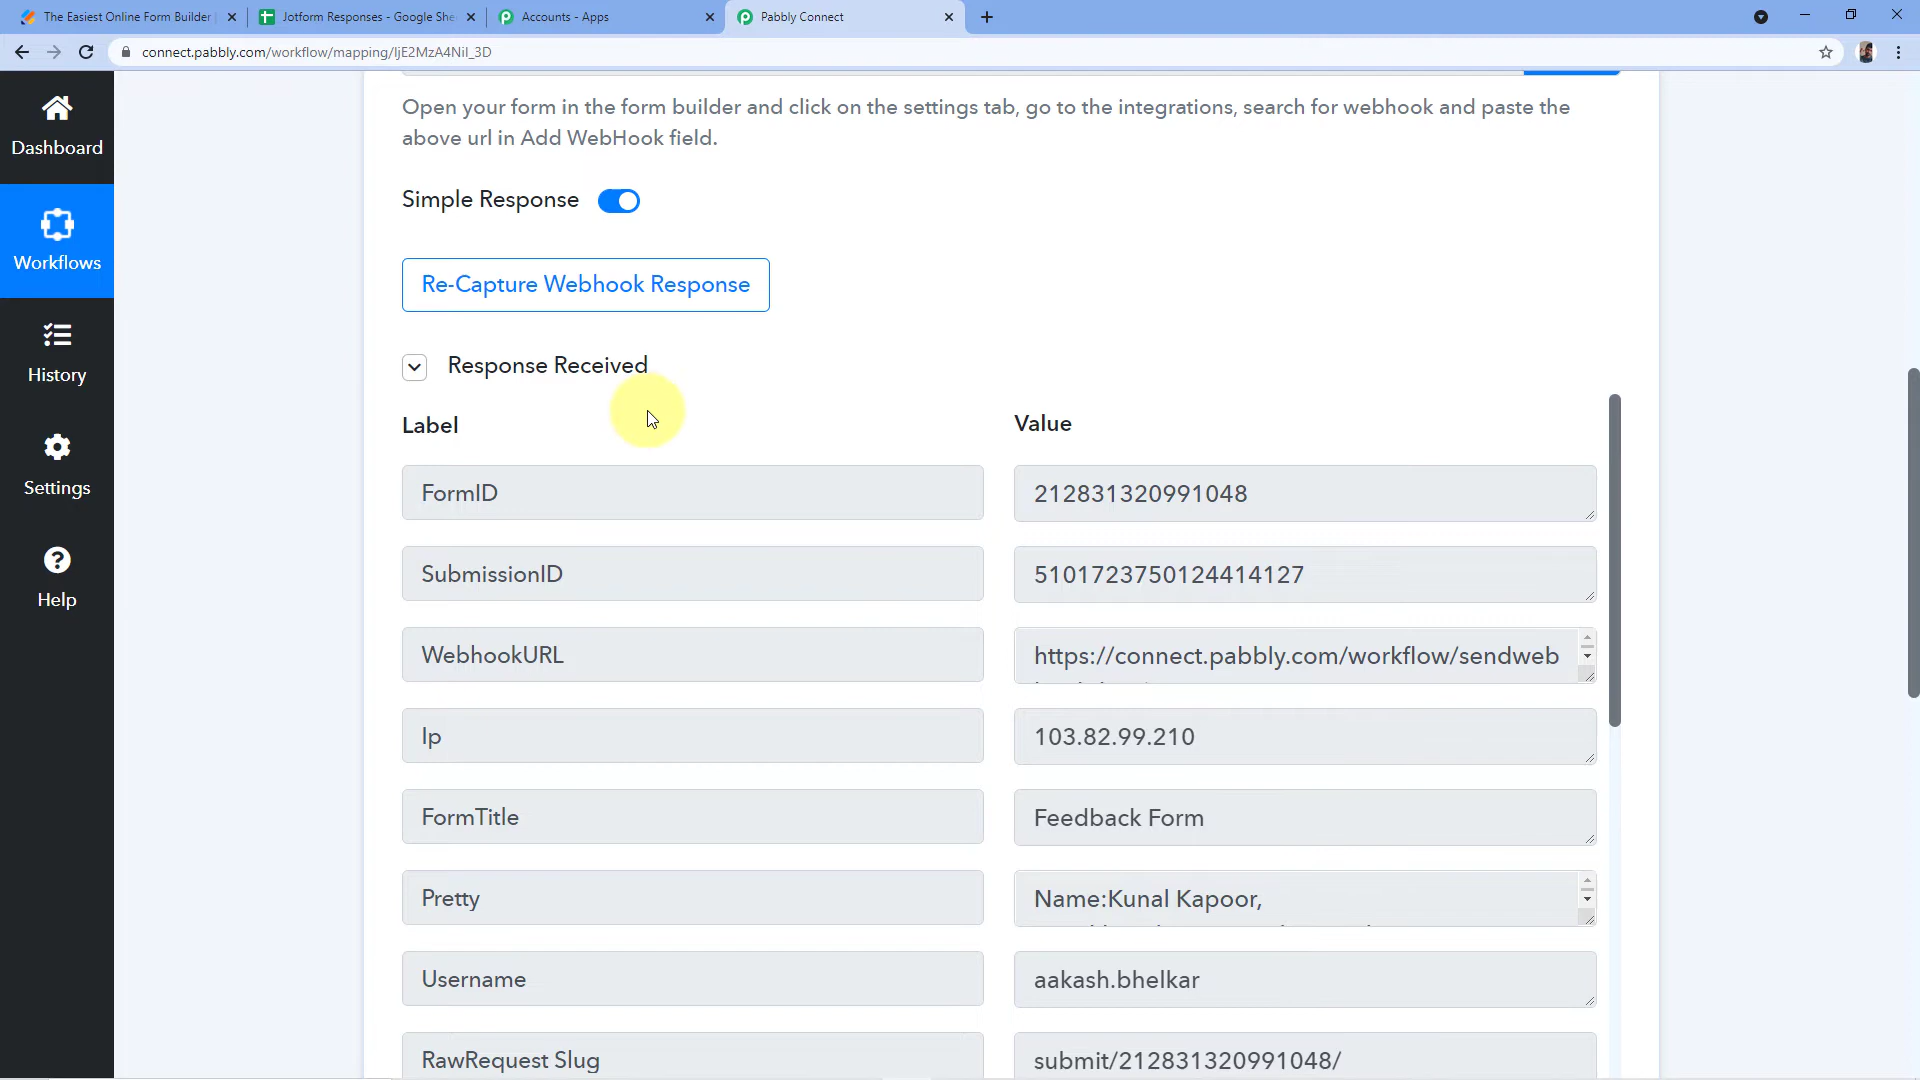 The Easiest Online Form Builder
Jotform Responses - Google She
Accounts - Apps
Pabbly Connect
connect.pabbly.com/workflow/mapping/IjE2MzA4NiI_3D
Dashboard
Workflows
History
Settings
Help
Open your form in the form builder and click on the settings tab, go to the integrations, search for webhook and paste the
above url in Add WebHook field.
Simple Response
Re-Capture Webhook Response
Response Received
Label Value
FormID 212831320991048
SubmissionID 5101723750124414127
WebhookURL https://connect.pabbly.com/workflow/sendweb
Ip 103.82.99.210
FormTitle Feedback Form
Pretty Name:Kunal Kapoor,
Username aakash.bhelkar
RawRequest Slug submit/212831320991048/